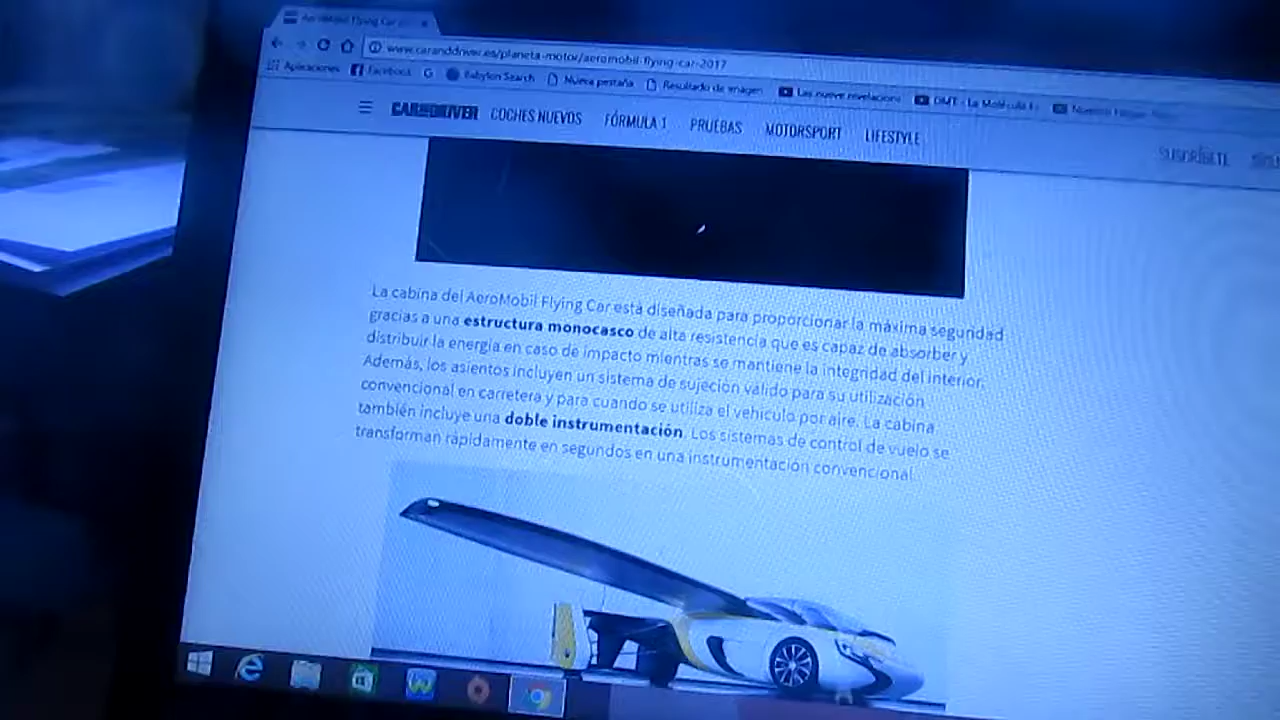 AeroMobil Flying Car
www.caranddriver.es/planeta-motor/aeromobil-flying-car-2017
Aplicaciones Facebook G Babylon Search Nueva pestaña Resultado de imagen Las nueve revelacione DMT - La Molécula
CAR AND DRIVER COCHES NUEVOS FÓRMULA 1 PRUEBAS MOTORSPORT LIFESTYLE SUSCRÍBETE
La cabina del AeroMobil Flying Car está diseñada para proporcionar la máxima seguridad
gracias a una estructura monocasco de alta resistencia que es capaz de absorber y
distribuir la energía en caso de impacto mientras se mantiene la integridad del interior.
Además, los asientos incluyen un sistema de sujeción válido para su utilización
convencional en carretera y para cuando se utiliza el vehículo por aire. La cabina
también incluye una doble instrumentación. Los sistemas de control de vuelo se
transforman rápidamente en segundos en una instrumentación convencional.